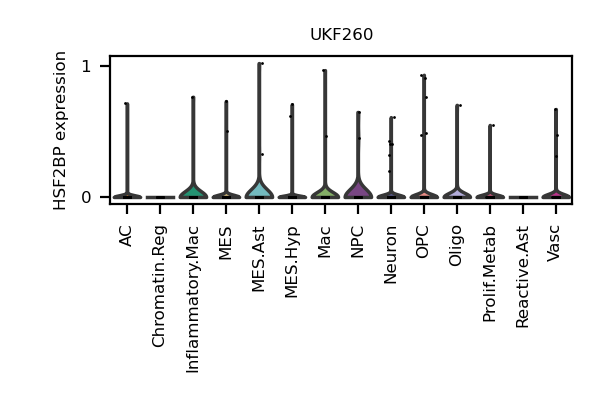 UKF260
HSF2BP expression
1
0
AC
Chromatin.Reg
Inflammatory.Mac
MES
MES.Ast
MES.Hyp
Mac
NPC
Neuron
OPC
Oligo
Prolif.Metab
Reactive.Ast
Vasc